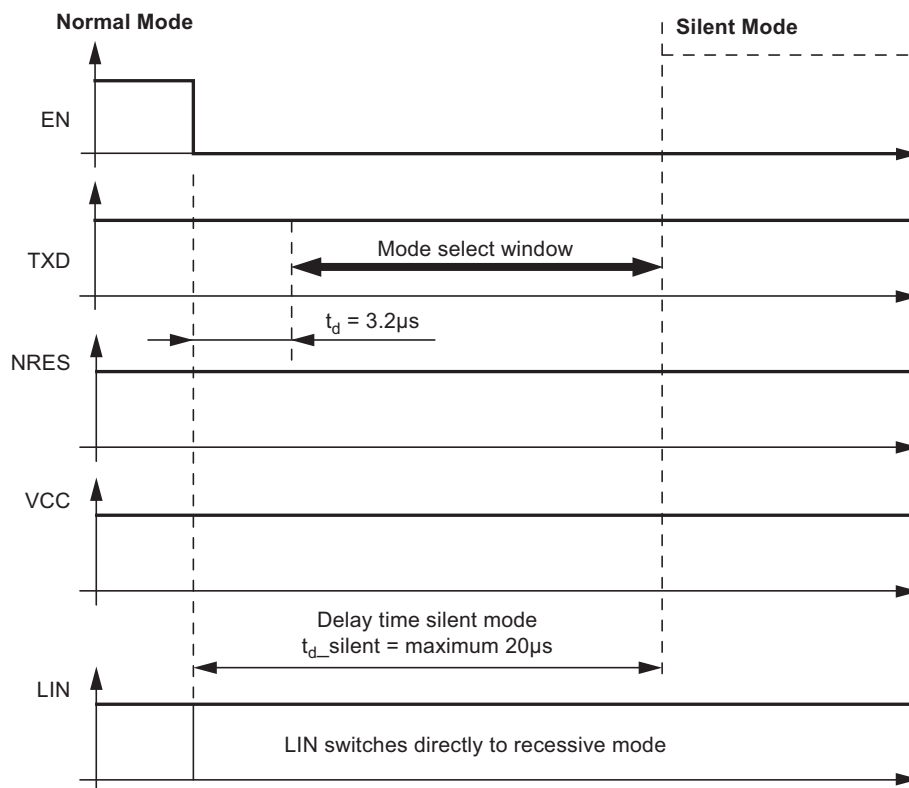 Normal Mode
Silent Mode
EN
TXD
Mode select window
t_d = 3.2µs
NRES
VCC
Delay time silent mode
t_d_silent = maximum 20µs
LIN
LIN switches directly to recessive mode